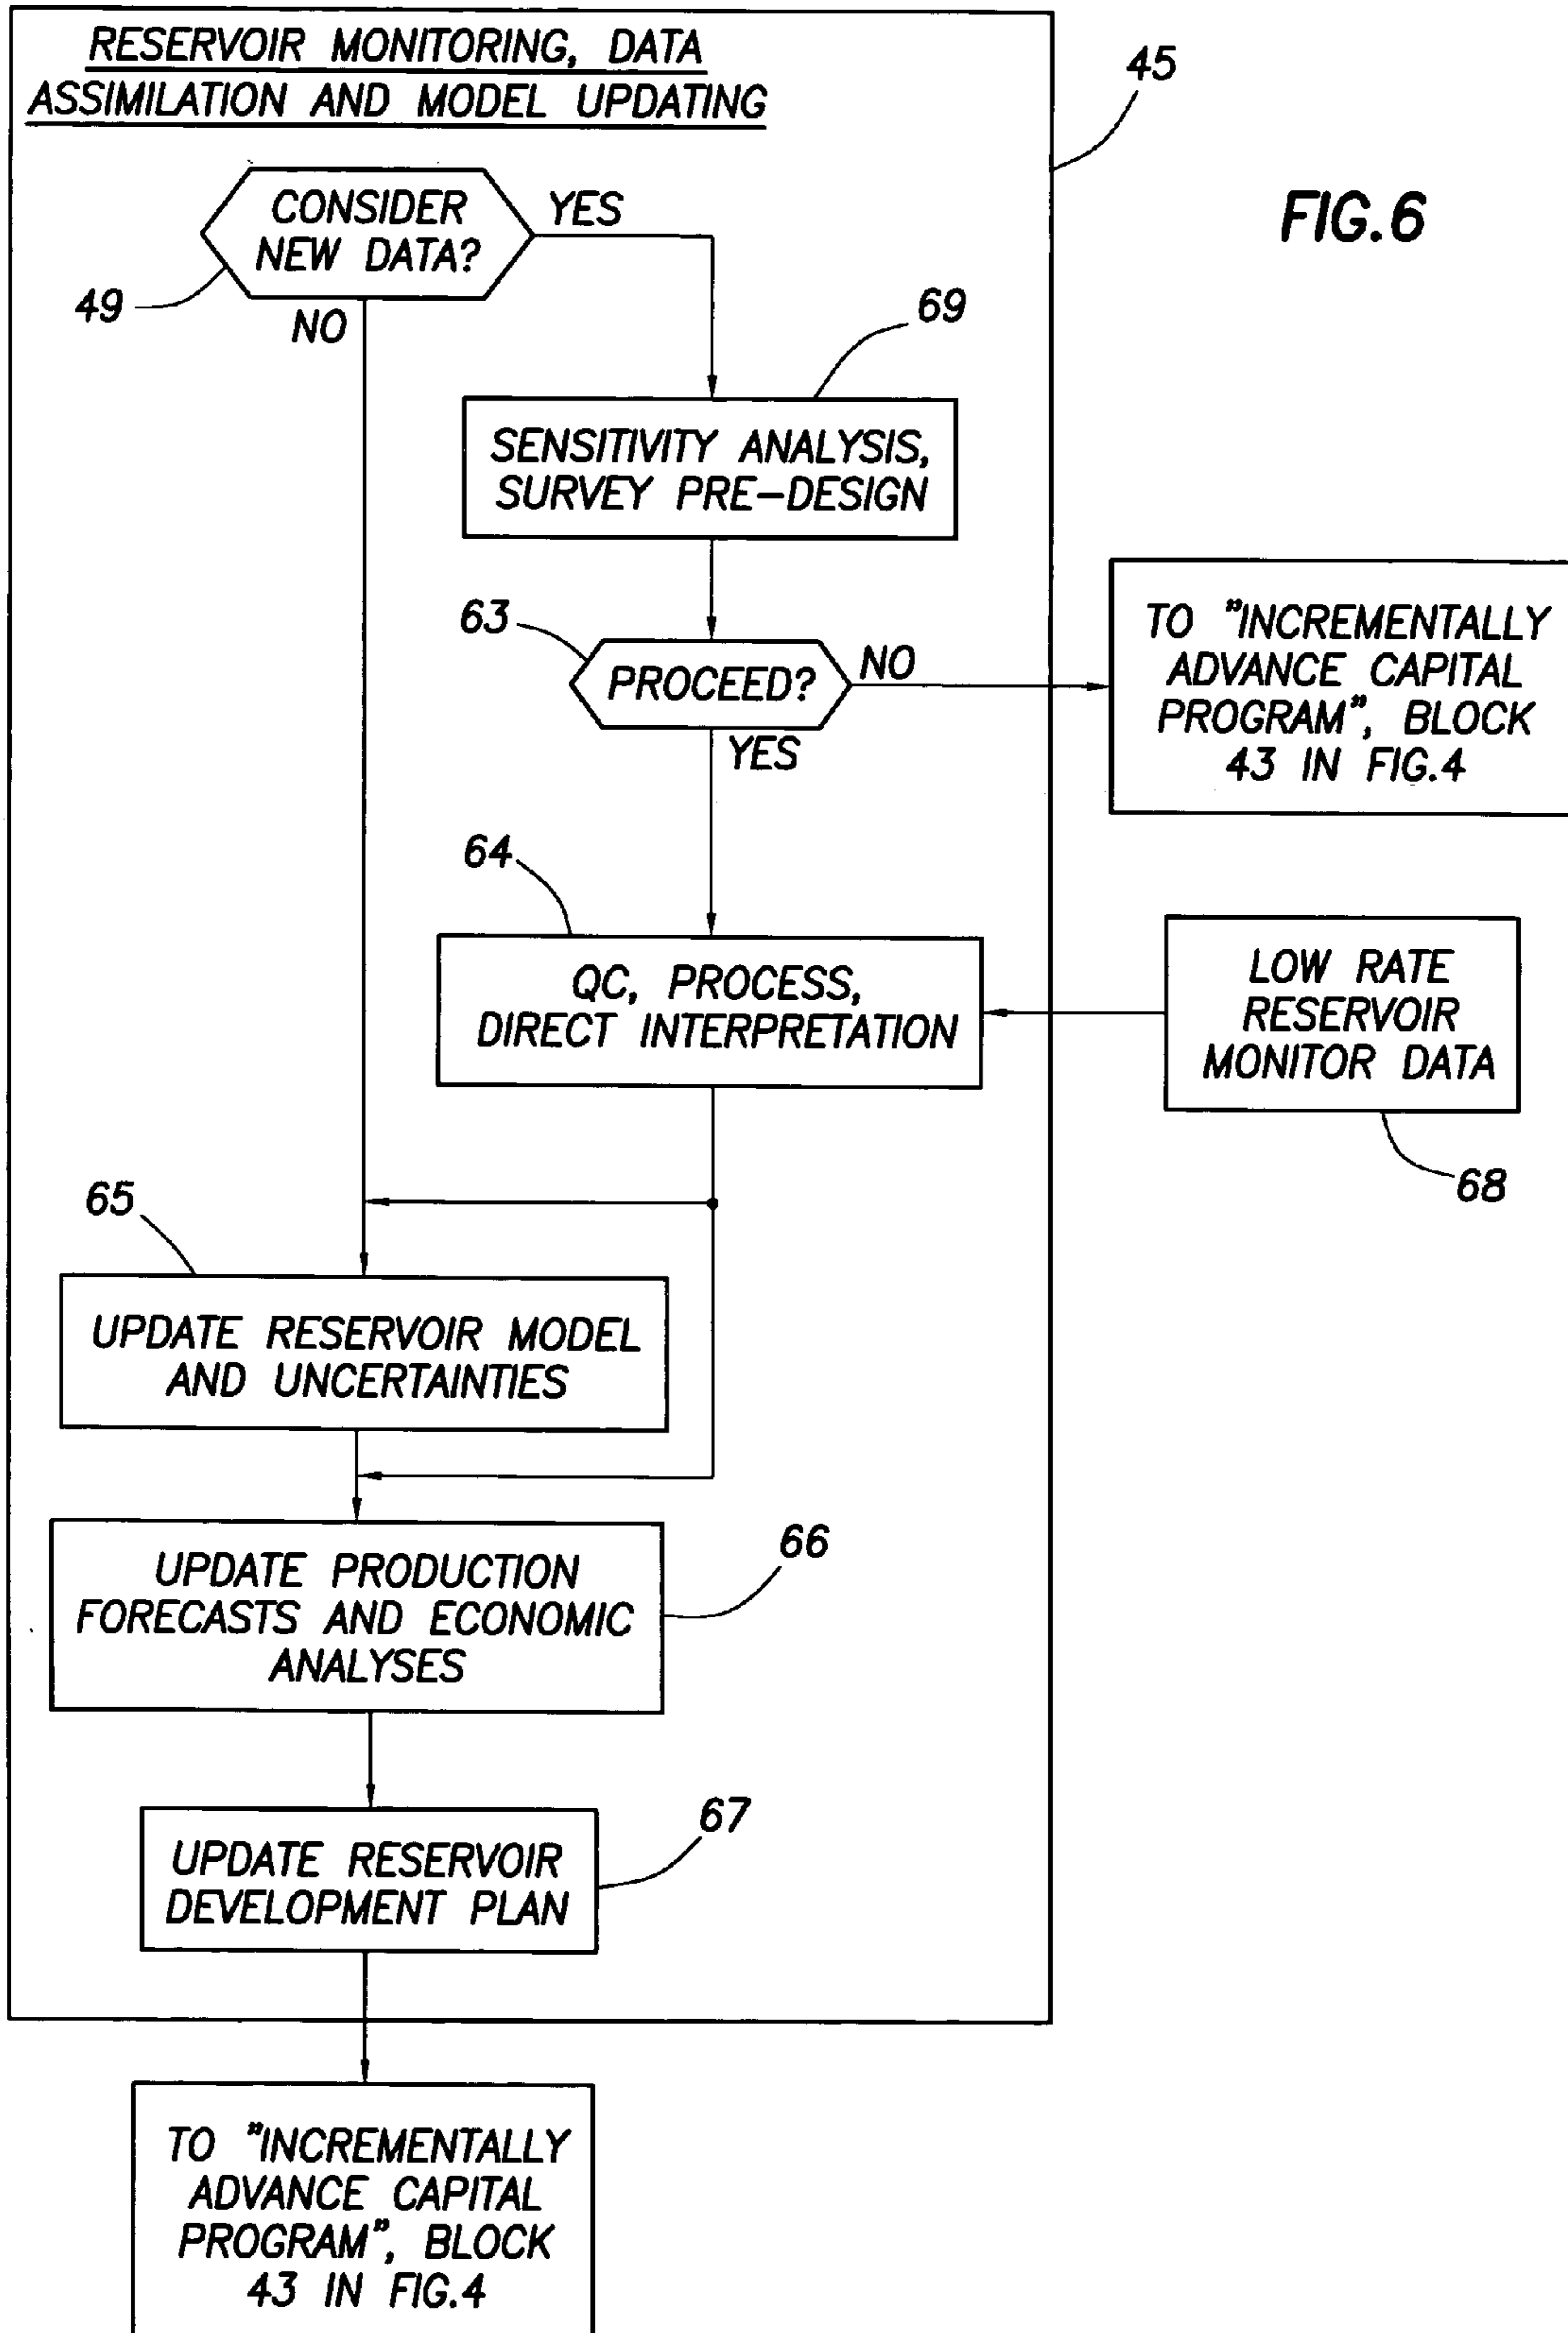 RESERVOIR MONITORING, DATA
ASSIMILATION AND MODEL UPDATING
45
FIG.6
CONSIDER
NEW DATA?
YES
49
NO
69
SENSITIVITY ANALYSIS,
SURVEY PRE-DESIGN
63
PROCEED?
NO
YES
TO "INCREMENTALLY
ADVANCE CAPITAL
PROGRAM", BLOCK
43 IN FIG.4
64
QC, PROCESS,
DIRECT INTERPRETATION
LOW RATE
RESERVOIR
MONITOR DATA
68
65
UPDATE RESERVOIR MODEL
AND UNCERTAINTIES
66
UPDATE PRODUCTION
FORECASTS AND ECONOMIC
ANALYSES
67
UPDATE RESERVOIR
DEVELOPMENT PLAN
TO "INCREMENTALLY
ADVANCE CAPITAL
PROGRAM", BLOCK
43 IN FIG.4